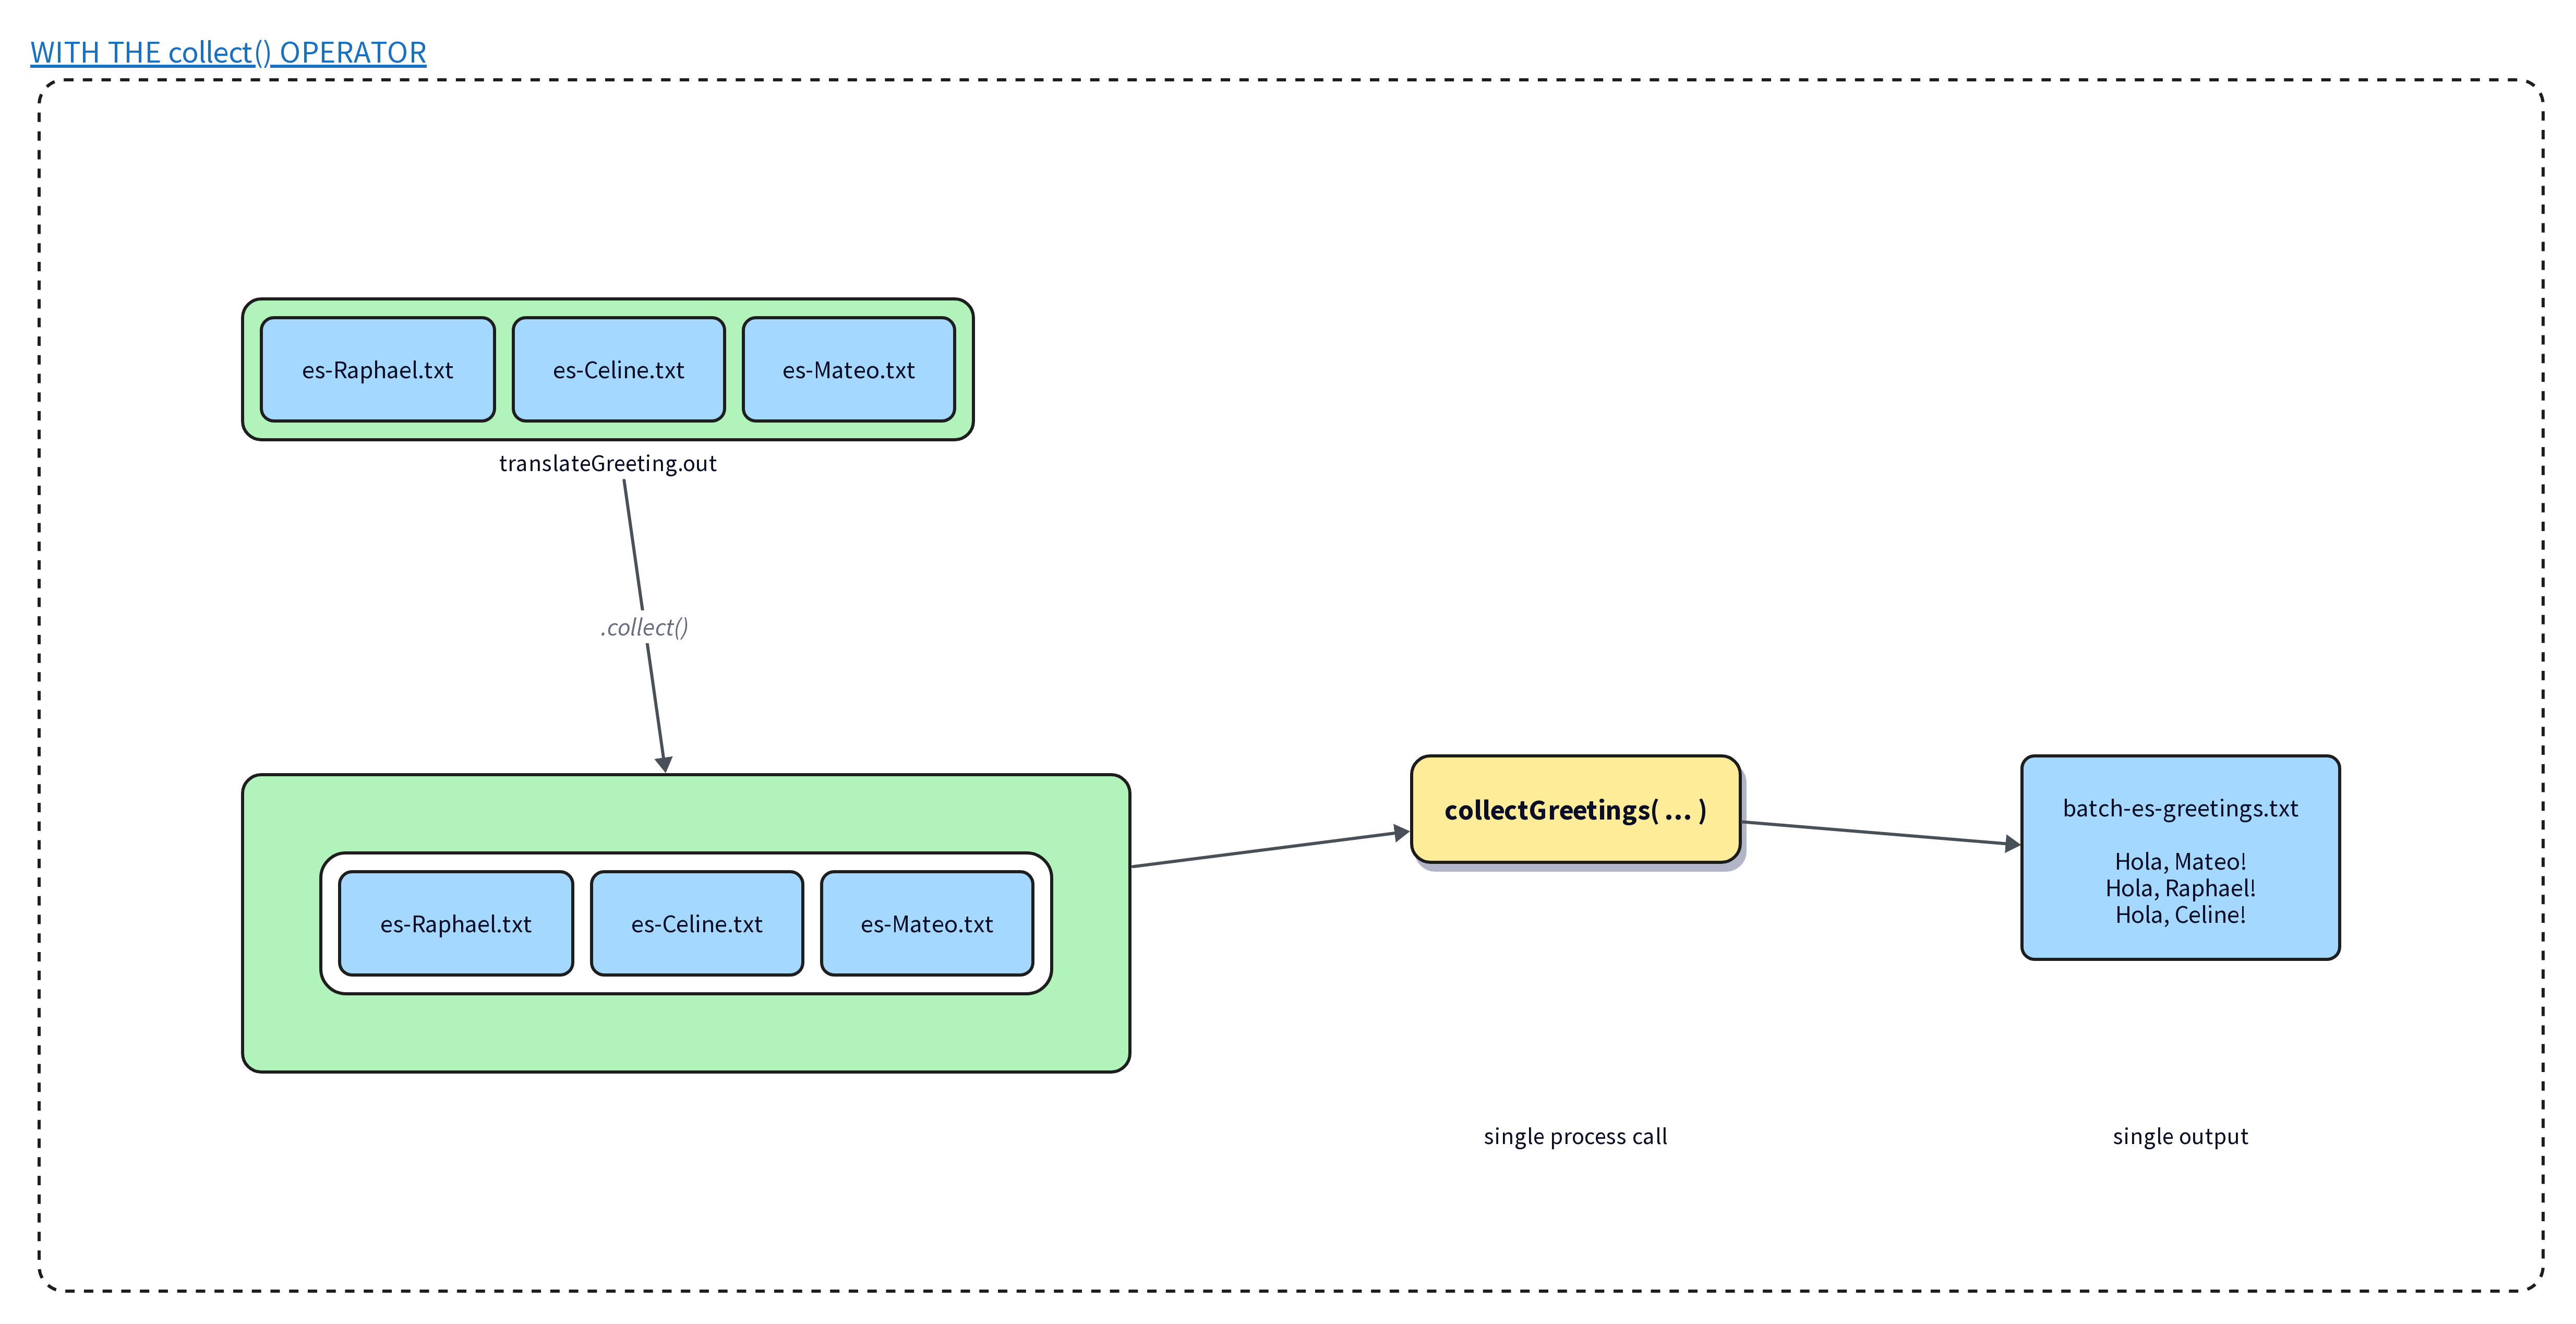 WITH THE collect() OPERATOR
es-Raphael.txt
es-Celine.txt
es-Mateo.txt
translateGreeting.out
.collect()
es-Raphael.txt
es-Celine.txt
es-Mateo.txt
collectGreetings( ... )
batch-es-greetings.txt
Hola, Mateo!
Hola, Raphael!
Hola, Celine!
single process call
single output